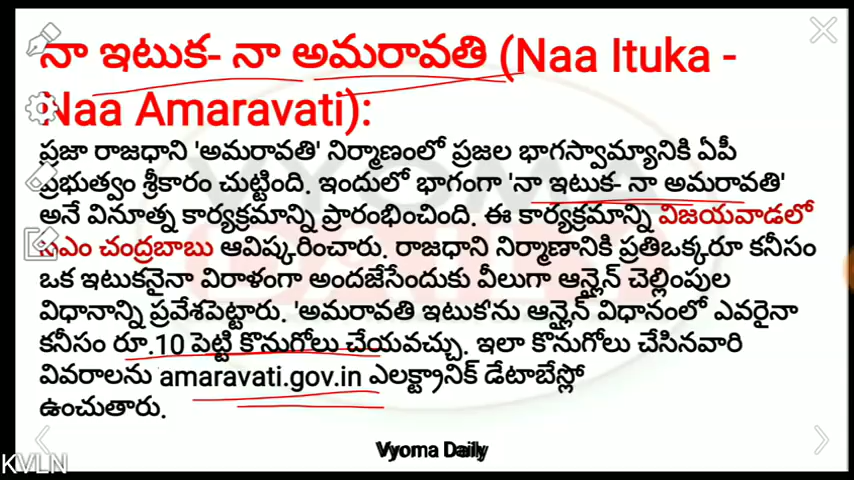 నా ఇటుక- నా అమరావతి (Naa Ituka -
Naa Amaravati):
ప్రజా రాజధాని 'అమరావతి' నిర్మాణంలో ప్రజల భాగస్వామ్యానికి ఏపీ
ప్రభుత్వం శ్రీకారం చుట్టింది. ఇందులో భాగంగా 'నా ఇటుక- నా అమరావతి'
అనే వినూత్న కార్యక్రమాన్ని ప్రారంభించింది. ఈ కార్యక్రమాన్ని విజయవాడలో
సీఎం చంద్రబాబు ఆవిష్కరించారు. రాజధాని నిర్మాణానికి ప్రతిఒక్కరూ కనీసం
ఒక ఇటుకనైనా విరాళంగా అందజేసేందుకు వీలుగా ఆన్లైన్ చెల్లింపుల
విధానాన్ని ప్రవేశపెట్టారు. 'అమరావతి ఇటుక'ను ఆన్లైన్ విధానంలో ఎవరైనా
కనీసం రూ.10 పెట్టి కొనుగోలు చేయవచ్చు. ఇలా కొనుగోలు చేసినవారి
వివరాలను amaravati.gov.in ఎలక్ట్రానిక్ డేటాబేస్లో
ఉంచుతారు.
Vyoma Daily
KVLN